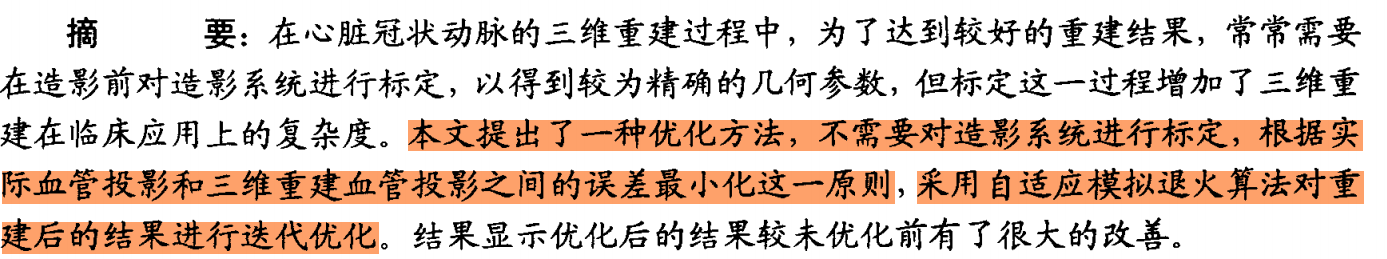 摘 要：在心脏冠状动脉的三维重建过程中，为了达到较好的重建结果，常常需要
在造影前对造影系统进行标定，以得到较为精确的几何参数，但标定这一过程增加了三维重
建在临床应用上的复杂度。本文提出了一种优化方法，不需要对造影系统进行标定，根据实
际血管投影和三维重建血管投影之间的误差最小化这一原则，采用自适应模拟退火算法对重
建后的结果进行迭代优化。结果显示优化后的结果较未优化前有了很大的改善。